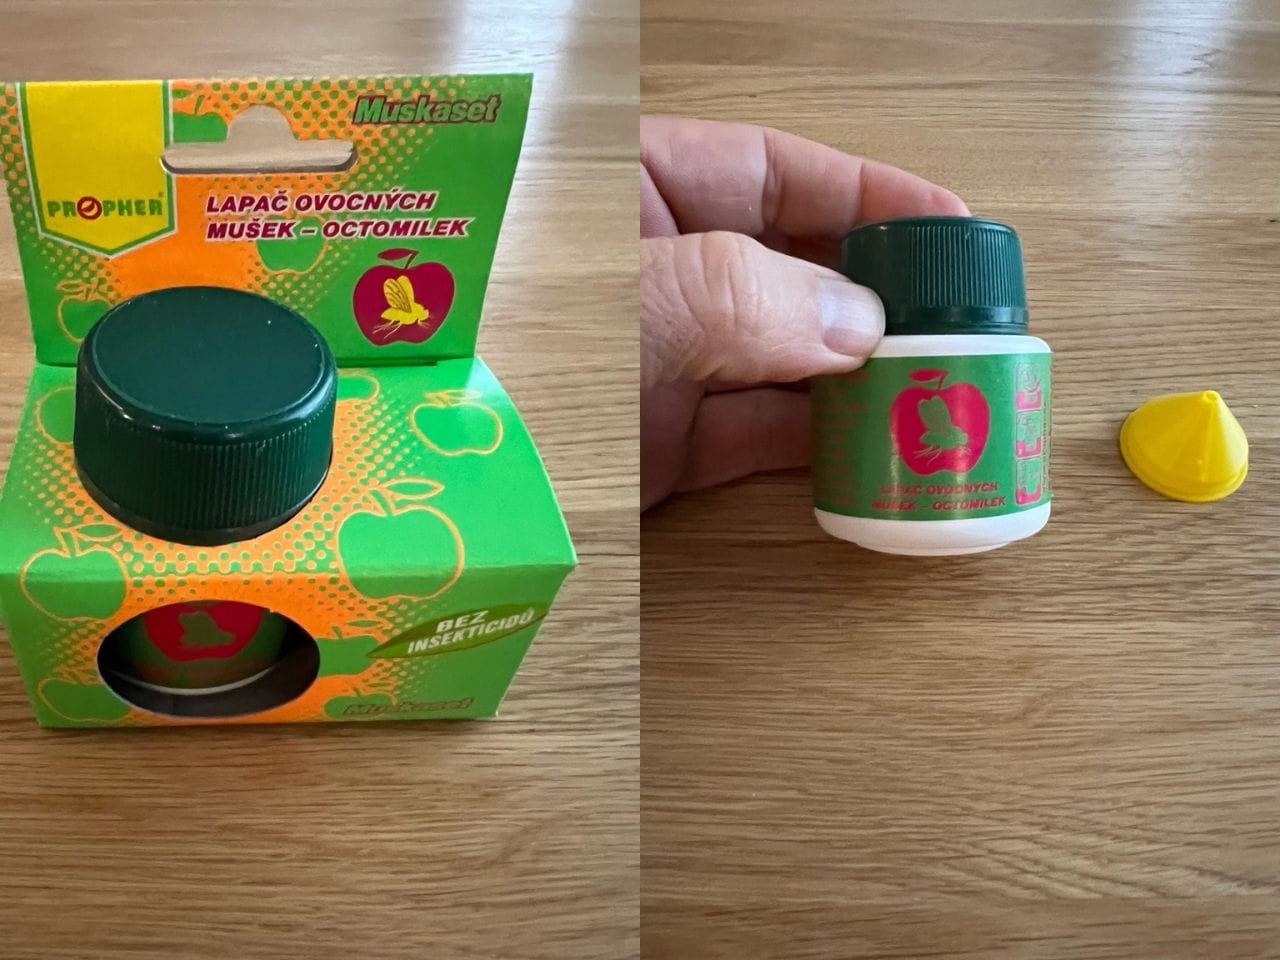 Muskaset
PROPHER
LAPAČ OVOCNÝCH
MUŠEK – OCTOMILEK
BEZ
INSEKTICIDŮ
Muskaset
LAPAČ OVOCNÝCH
MUŠEK – OCTOMILEK